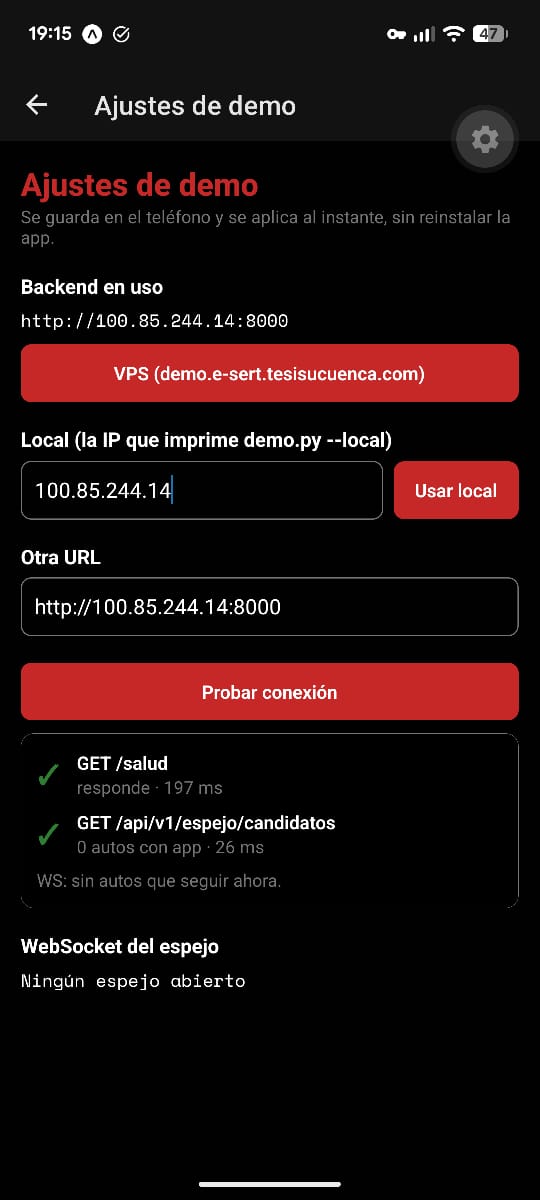 19:15
47
Ajustes de demo
Ajustes de demo
Se guarda en el teléfono y se aplica al instante, sin reinstalar la
app.
Backend en uso
http://100.85.244.14:8000
VPS (demo.e-sert.tesisucuenca.com)
Local (la IP que imprime demo.py --local)
100.85.244.14
Usar local
Otra URL
http://100.85.244.14:8000
Probar conexión
GET /salud
responde · 197 ms
GET /api/v1/espejo/candidatos
0 autos con app · 26 ms
WS: sin autos que seguir ahora.
WebSocket del espejo
Ningún espejo abierto